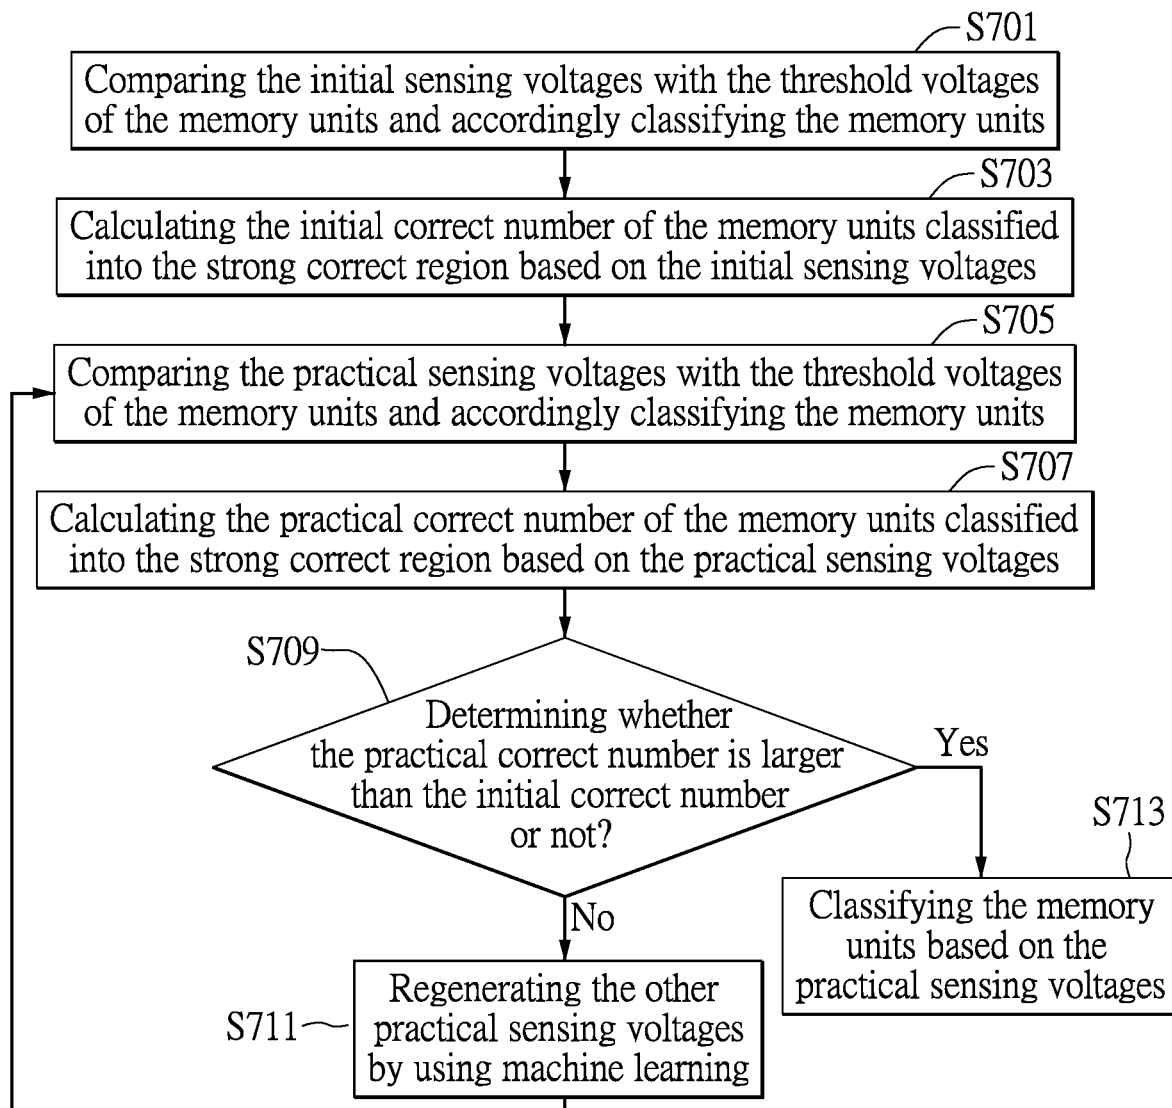 S701
Comparing the initial sensing voltages with the threshold voltages
of the memory units and accordingly classifying the memory units
S703
Calculating the initial correct number of the memory units classified
into the strong correct region based on the initial sensing voltages
S705
Comparing the practical sensing voltages with the threshold voltages
of the memory units and accordingly classifying the memory units
S707
Calculating the practical correct number of the memory units classified
into the strong correct region based on the practical sensing voltages
S709
Determining whether
the practical correct number is larger
than the initial correct number
or not?
Yes
S713
Classifying the memory
units based on the
practical sensing voltages
No
S711
Regenerating the other
practical sensing voltages
by using machine learning